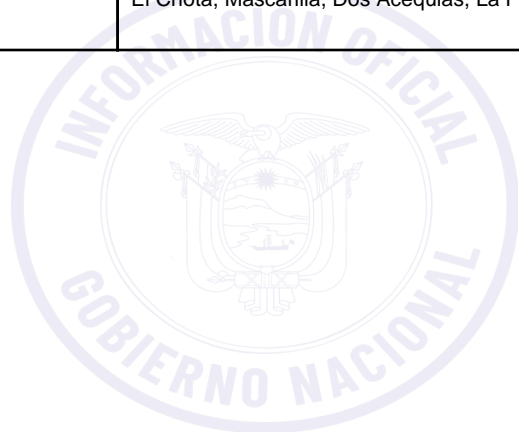 El Chota, Mascarilla, Dos Acequias, La
INFORMACION OFICIAL
GOBIERNO NACIONAL